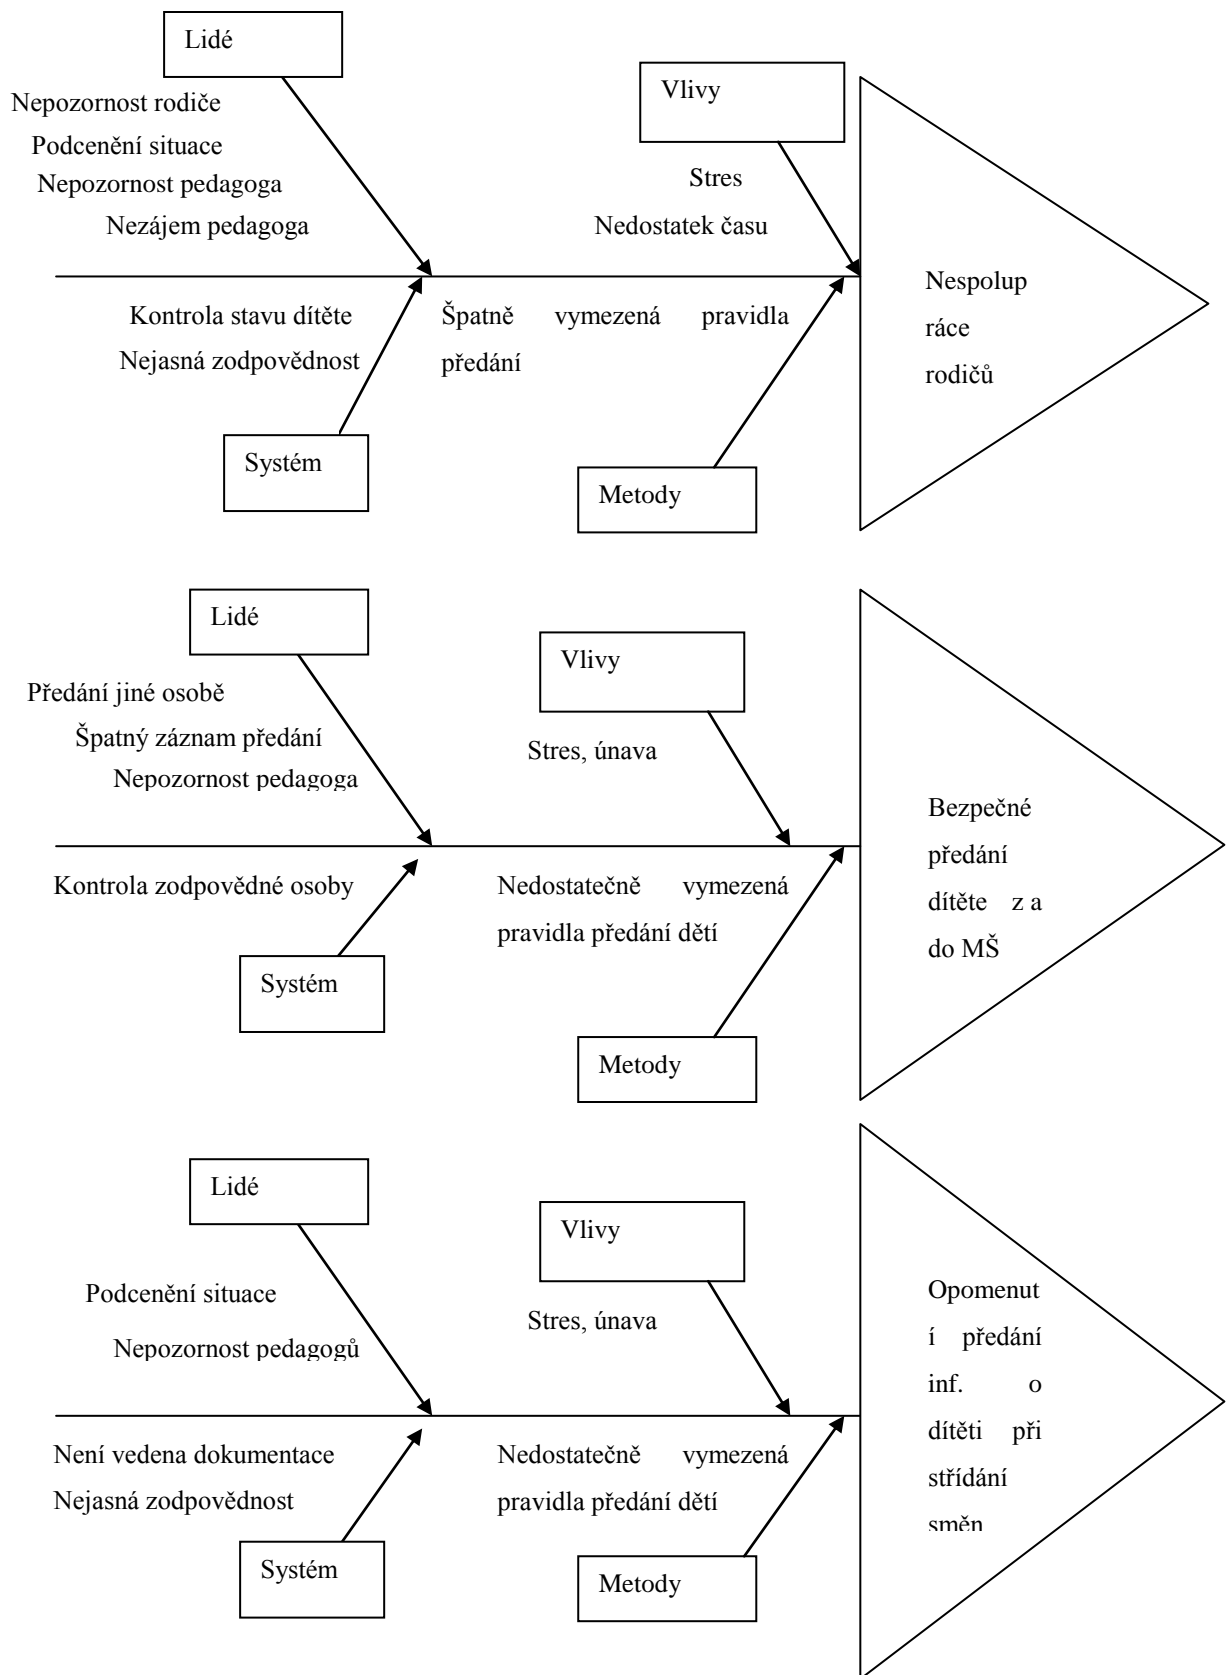 Lidé
Vlivy
Nepozornost rodiče
Podcenění situace
Nepozornost pedagoga
Nezájem pedagoga
Stres
Nedostatek času
Nespolup
ráce
rodičů
Kontrola stavu dítěte
Nejasná zodpovědnost
Špatně vymezená pravidla
předání
Systém
Metody
Lidé
Vlivy
Předání jiné osobě
Špatný záznam předání
Nepozornost pedagoga
Stres, únava
Bezpečné
předání
dítěte z a
do MŠ
Kontrola zodpovědné osoby
Nedostatečně vymezená
pravidla předání dětí
Systém
Metody
Lidé
Vlivy
Podcenění situace
Nepozornost pedagogů
Stres, únava
Opomenut
í předání
inf. o
dítěti při
střídání
směn
Není vedena dokumentace
Nejasná zodpovědnost
Nedostatečně vymezená
pravidla předání dětí
Systém
Metody